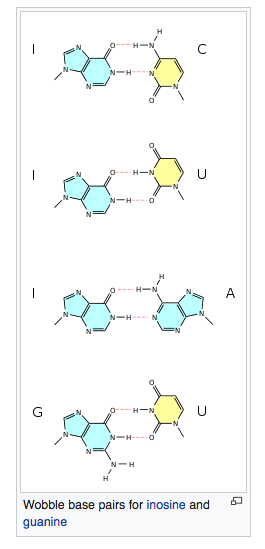 H
I N O H N C
N N H N
N N
O
O
I N O H N U
N
N N H O
N
H
I N O H N N A
N N H N N
N N
O
G N O H N U
N
N N H O
N
N H
H
Wobble base pairs for inosine and
guanine